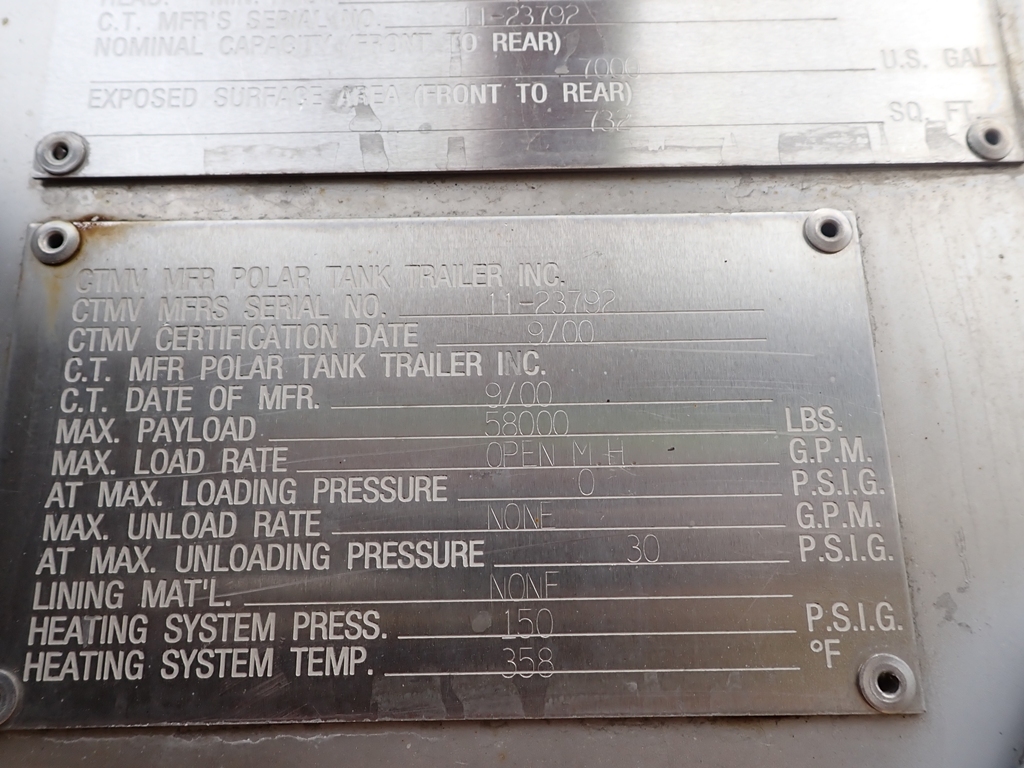 C.T. MFR'S SERIAL NO. 11-23792
NOMINAL CAPACITY (FRONT TO REAR)
7000 U.S. GAL
EXPOSED SURFACE AREA (FRONT TO REAR)
SQ. FT.
CTMV MFR POLAR TANK TRAILER INC.
CTMV MFRS SERIAL NO. 11-23792
CTMV CERTIFICATION DATE 9/00
C.T. MFR POLAR TANK TRAILER INC.
C.T. DATE OF MFR. 9/00
MAX. PAYLOAD 58000 LBS.
MAX. LOAD RATE OPEN M H G.P.M.
AT MAX. LOADING PRESSURE 0 P.S.I.G.
MAX. UNLOAD RATE NONE G.P.M.
AT MAX. UNLOADING PRESSURE 30 P.S.I.G.
LINING MAT'L. NONE
HEATING SYSTEM PRESS. 150 P.S.I.G.
HEATING SYSTEM TEMP. 358 °F